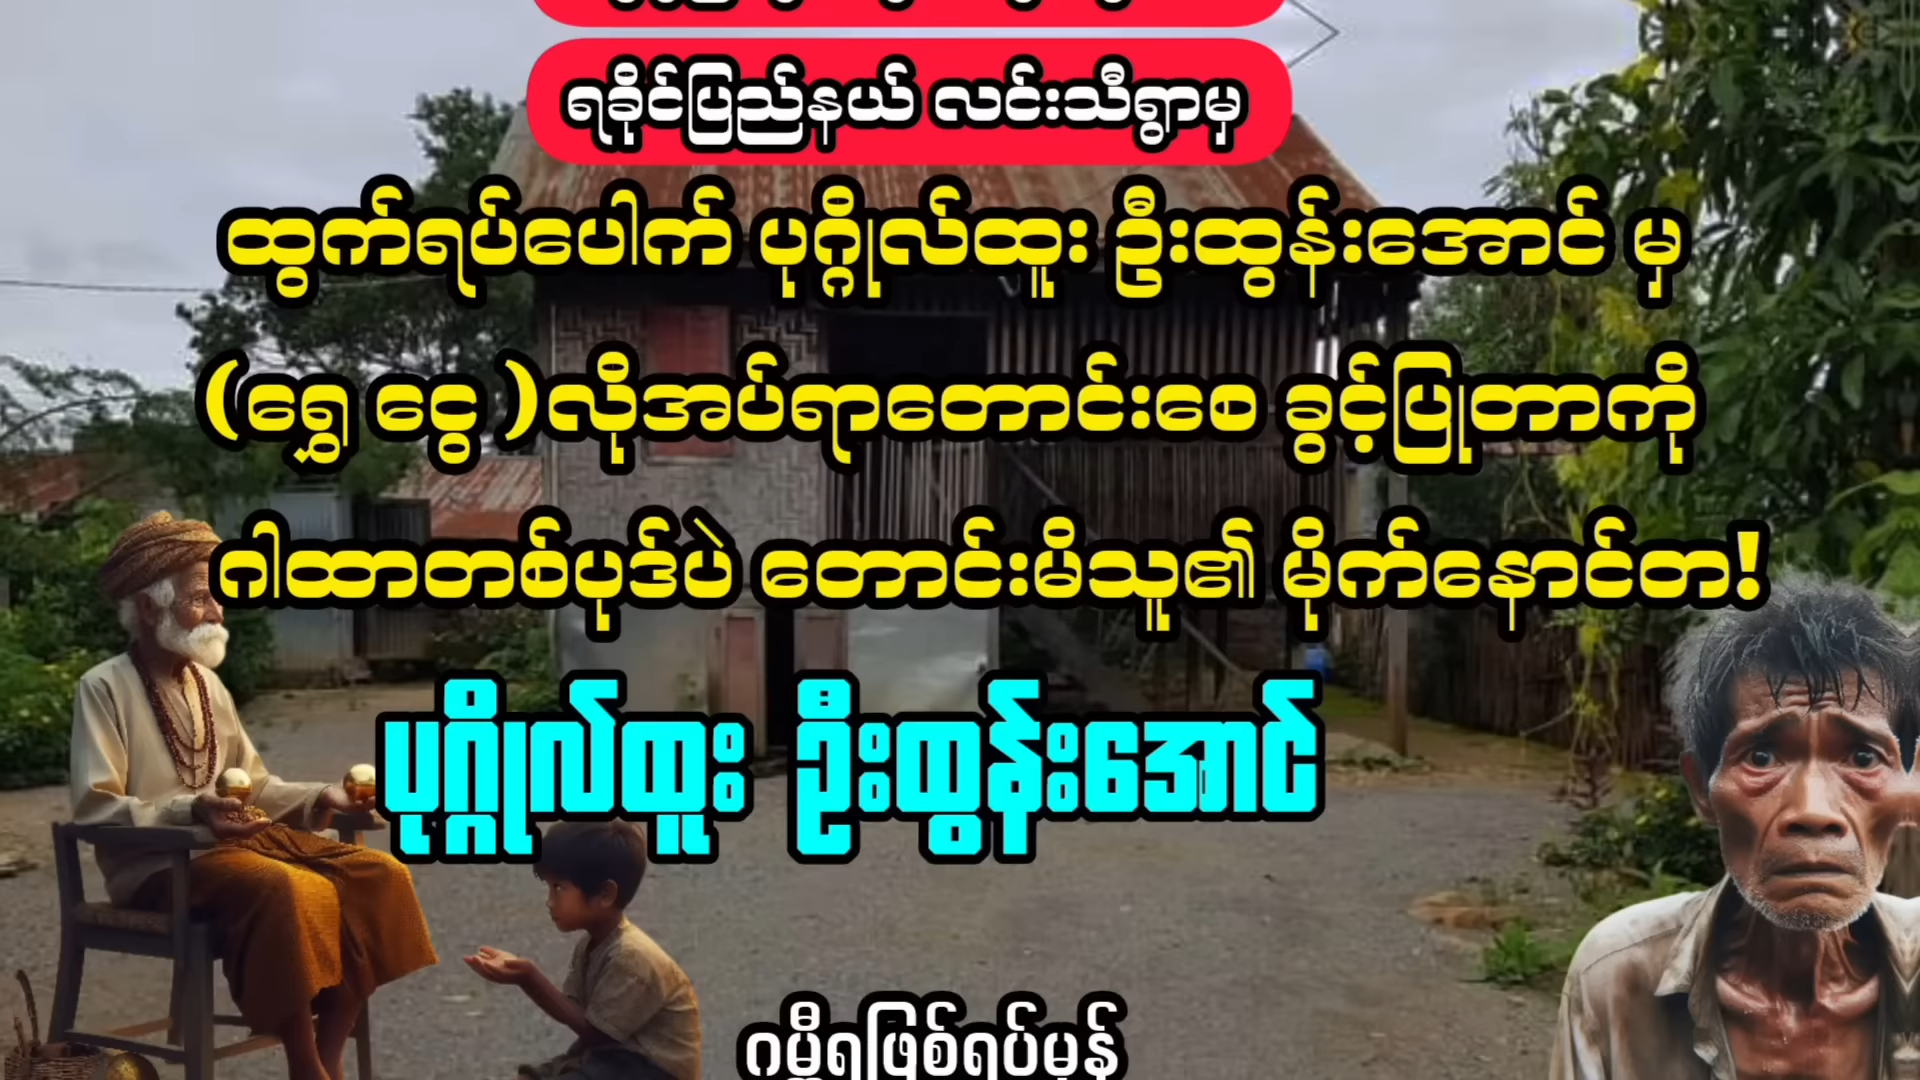 ရခိုင်ပြည်နယ် လင်းသီရွာမှ
ထွက်ရပ်ပေါက် ပုဂ္ဂိုလ်ထူး ဦးထွန်းအောင် မှ
(ရွှေ ငွေ )လိုအပ်ရာတောင်းစေ ခွင့်ပြုတာကို
ဂါထာတစ်ပုဒ်ပဲ တောင်းမိသူ၏ မိုက်နောင်တ!
ပုဂ္ဂိုလ်ထူး ဦးထွန်းအောင်
ဂမ္ဘီရဖြစ်ရပ်မှန်